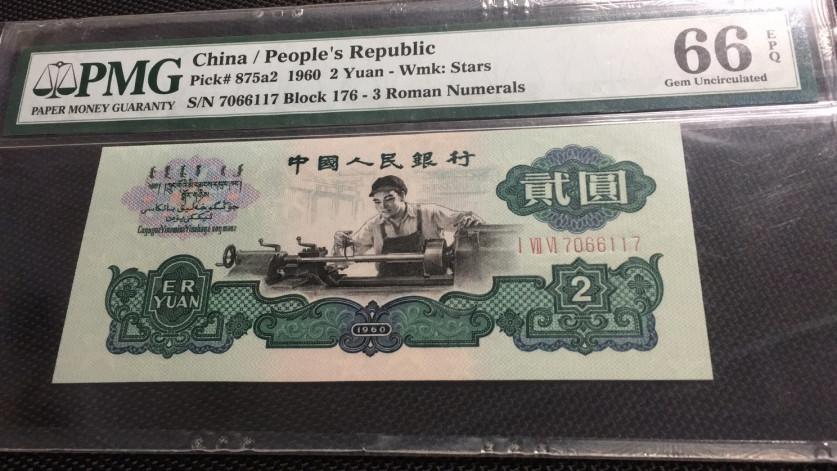 PMG
PAPER MONEY GUARANTY
China / People's Republic
Pick# 875a2 1960 2 Yuan - Wmk: Stars
S/N 7066117 Block 176 - 3 Roman Numerals
66 EPQ
Gem Uncirculated
中國人民銀行
貳圓
I VII VI 7066117
ER
YUAN
1960
2